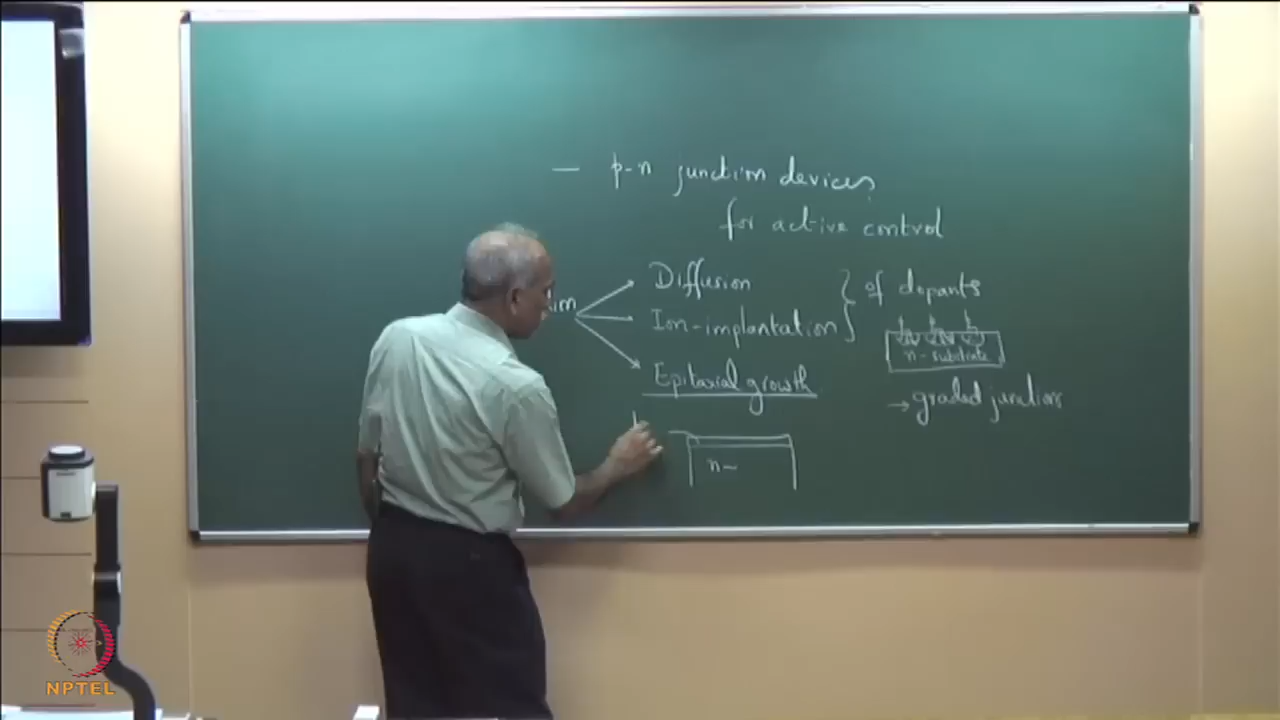 — p-n junction devices
for active control
Diffusion
Ion-implantation
} of dopants
n-substrate
Epitaxial growth
→ graded junctions
n-
NPTEL